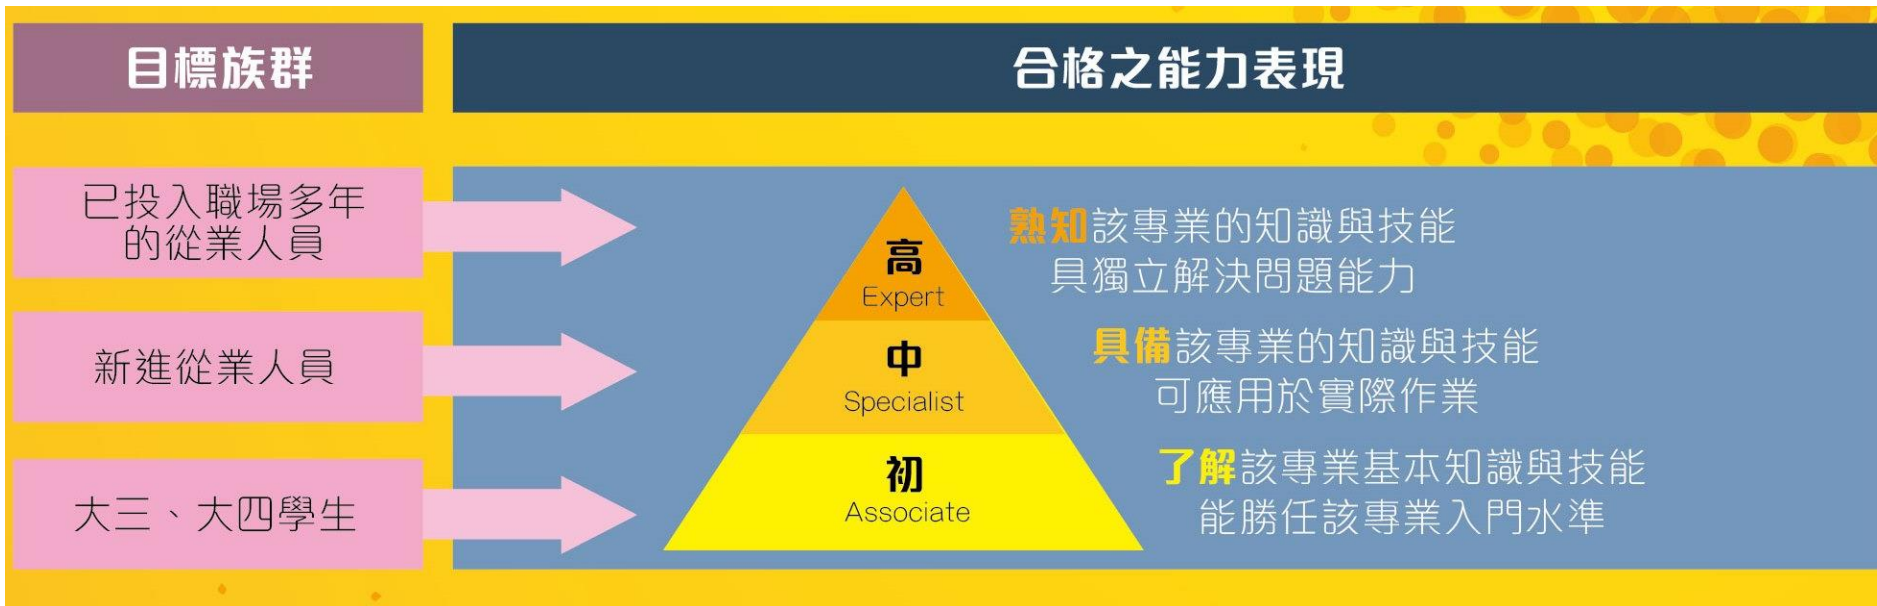 目標族群
合格之能力表現
已投入職場多年
的從業人員
高
Expert
熟知該專業的知識與技能
具獨立解決問題能力
新進從業人員
中
Specialist
具備該專業的知識與技能
可應用於實際作業
大三、大四學生
初
Associate
了解該專業基本知識與技能
能勝任該專業入門水準